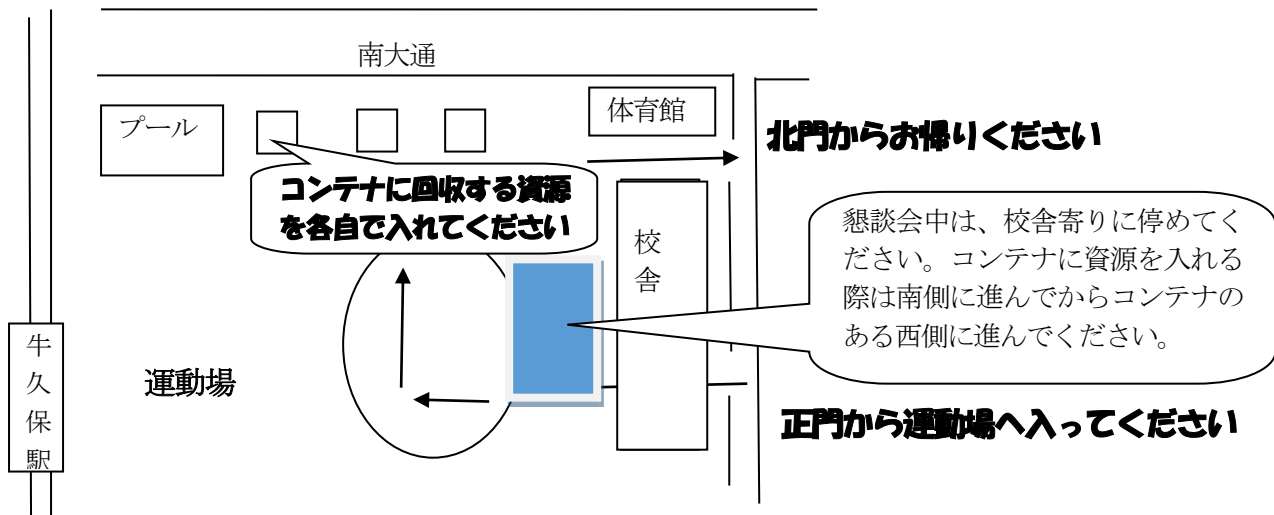 南大通
プール
体育館
北門からお帰りください
コンテナに回収する資源
を各自で入れてください
校舎
懇談会中は、校舎寄りに停めてく
ださい。コンテナに資源を入れる
際は南側に進んでからコンテナの
ある西側に進んでください。
牛久保駅
運動場
正門から運動場へ入ってください